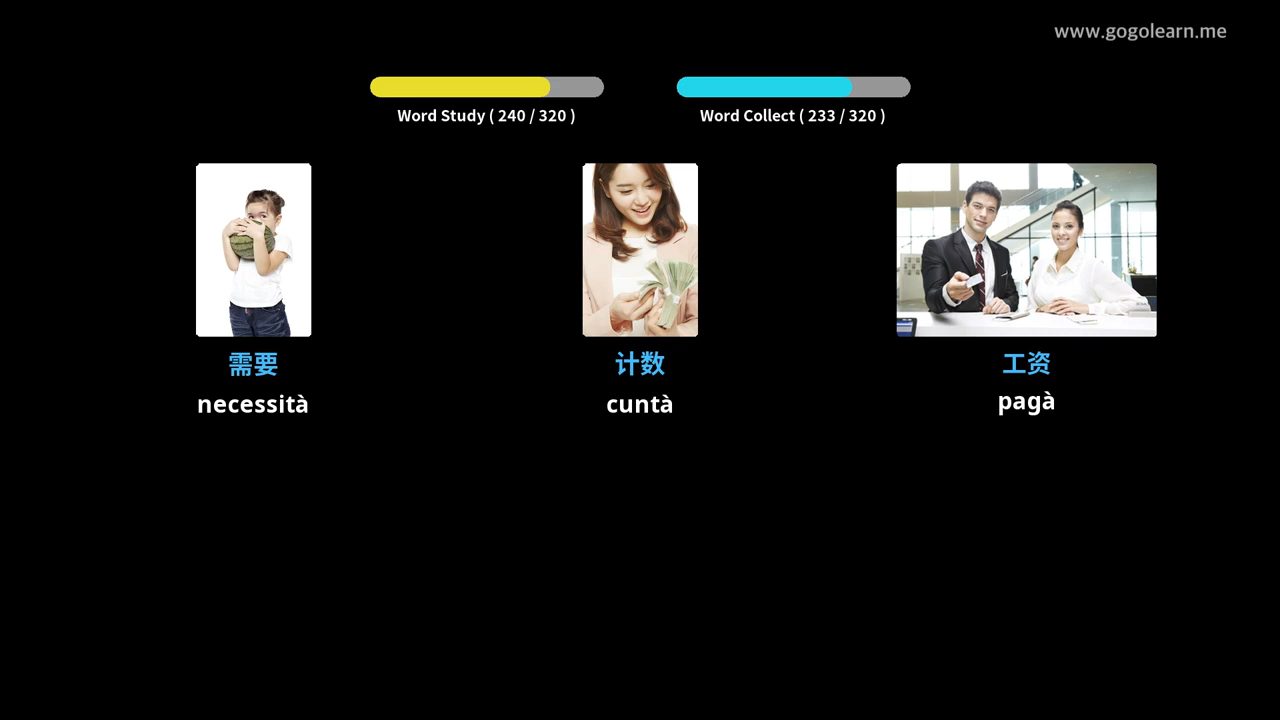 www.gogolearn.me
Word Study ( 240 / 320 )
Word Collect ( 233 / 320 )
需要
计数
工资
necessità
cuntà
pagà